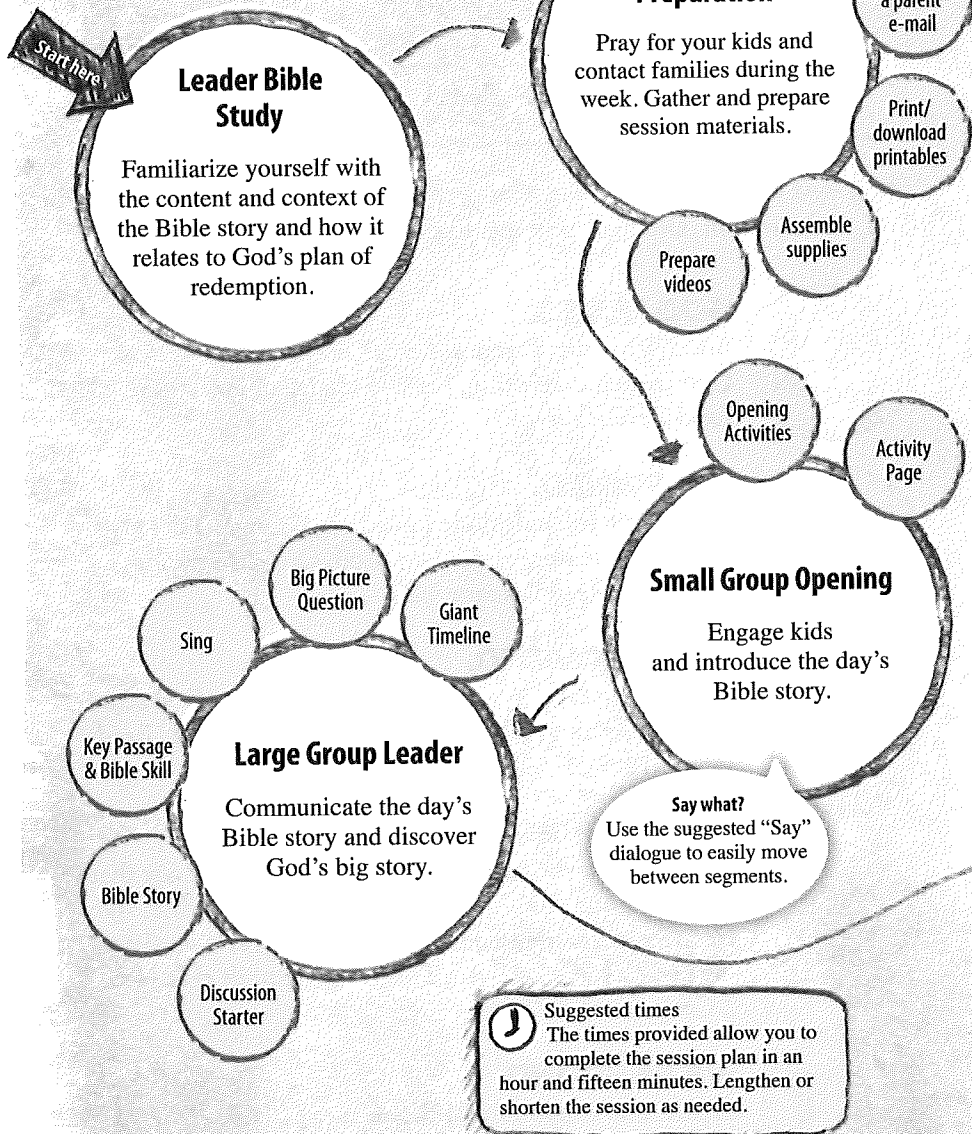 Start here
Leader Bible
Study
Familiarize yourself with
the content and context of
the Bible story and how it
relates to God's plan of
redemption.
Preparation
Pray for your kids and
contact families during the
week. Gather and prepare
session materials.
a parent
e-mail
Print/
download
printables
Assemble
supplies
Prepare
videos
Opening
Activities
Activity
Page
Small Group Opening
Engage kids
and introduce the day's
Bible story.
Say what?
Use the suggested “Say”
dialogue to easily move
between segments.
Giant
Timeline
Big Picture
Question
Sing
Key Passage
& Bible Skill
Bible Story
Discussion
Starter
Large Group Leader
Communicate the day's
Bible story and discover
God's big story.
Suggested times
The times provided allow you to
complete the session plan in an
hour and fifteen minutes. Lengthen or
shorten the session as needed.